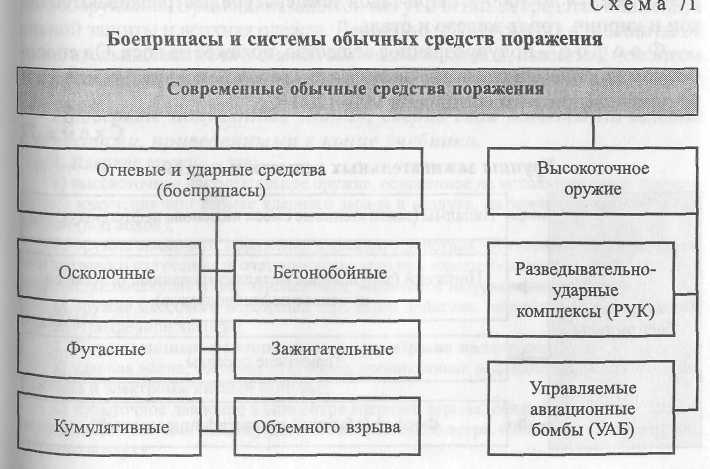 Схема 71
Боеприпасы и системы обычных средств поражения
Современные обычные средства поражения
Огневые и ударные средства
(боеприпасы)
Высокоточное
оружие
Осколочные
Бетонобойные
Разведывательно-
ударные
комплексы (РУК)
Фугасные
Зажигательные
Управляемые
авиационные
бомбы (УАБ)
Кумулятивные
Объемного взрыва